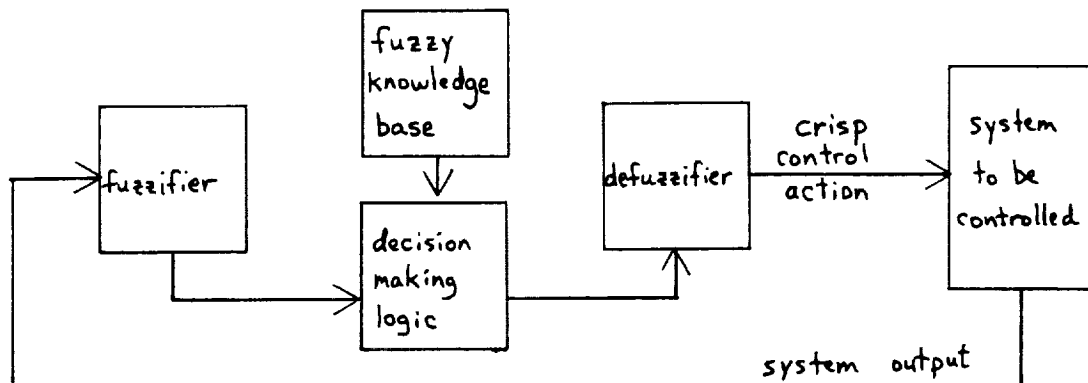 fuzzy
knowledge
base
fuzzifier
decision
making
logic
defuzzifier
crisp
control
action
system
to be
controlled
system output